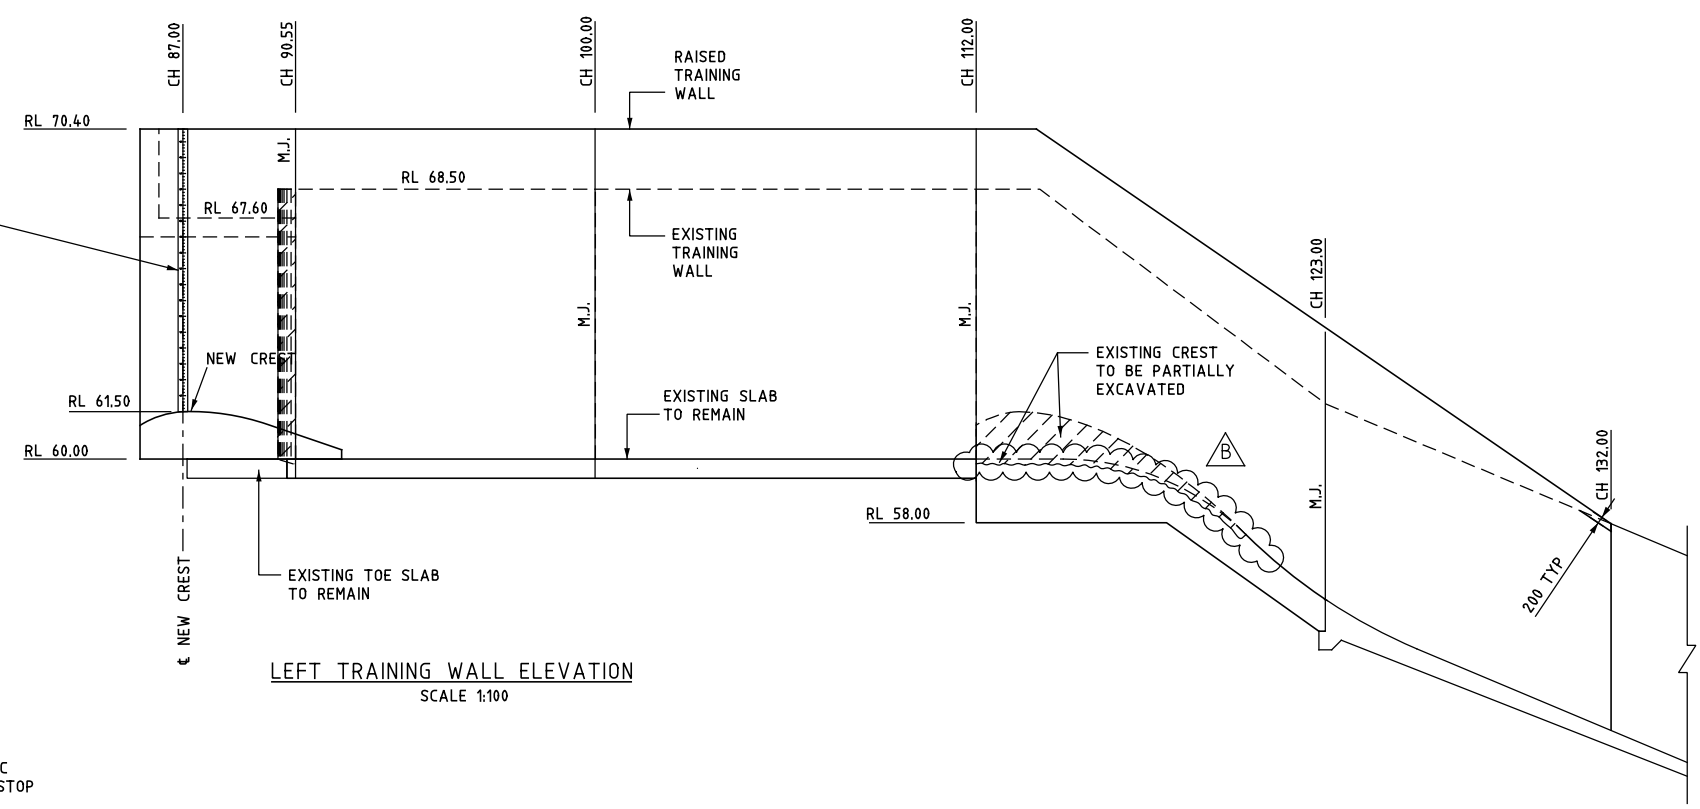 CH 87.00
CH 90.55
CH 100.00
CH 112.00
RAISED
TRAINING
WALL
RL 70.40
M.J.
RL 68.50
RL 67.60
EXISTING
TRAINING
WALL
CH 123.00
M.J.
M.J.
NEW CREST
EXISTING CREST
TO BE PARTIALLY
EXCAVATED
RL 61.50
EXISTING SLAB
TO REMAIN
RL 60.00
B
CH 132.00
M.J.
RL 58.00
EXISTING TOE SLAB
TO REMAIN
200 TYP
℄ NEW CREST
LEFT TRAINING WALL ELEVATION
SCALE 1:100
C
STOP